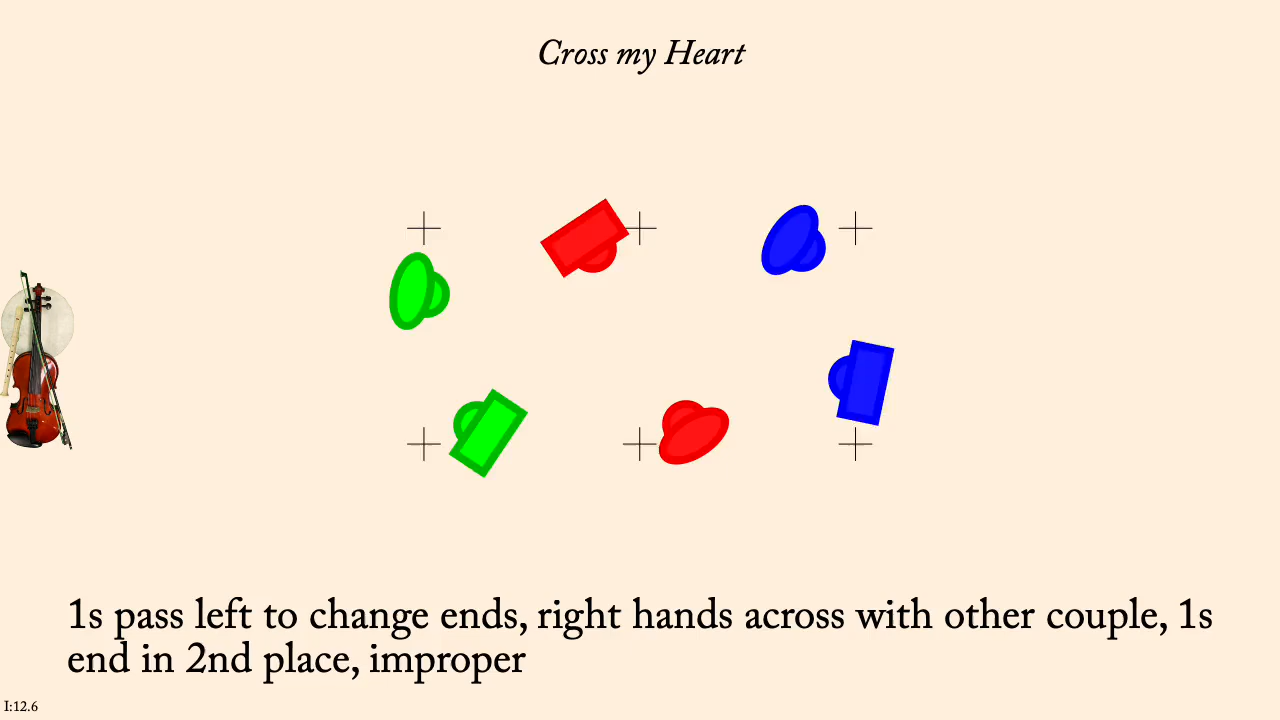 Cross my Heart
1s pass left to change ends, right hands across with other couple, 1s
end in 2nd place, improper
I:12.6